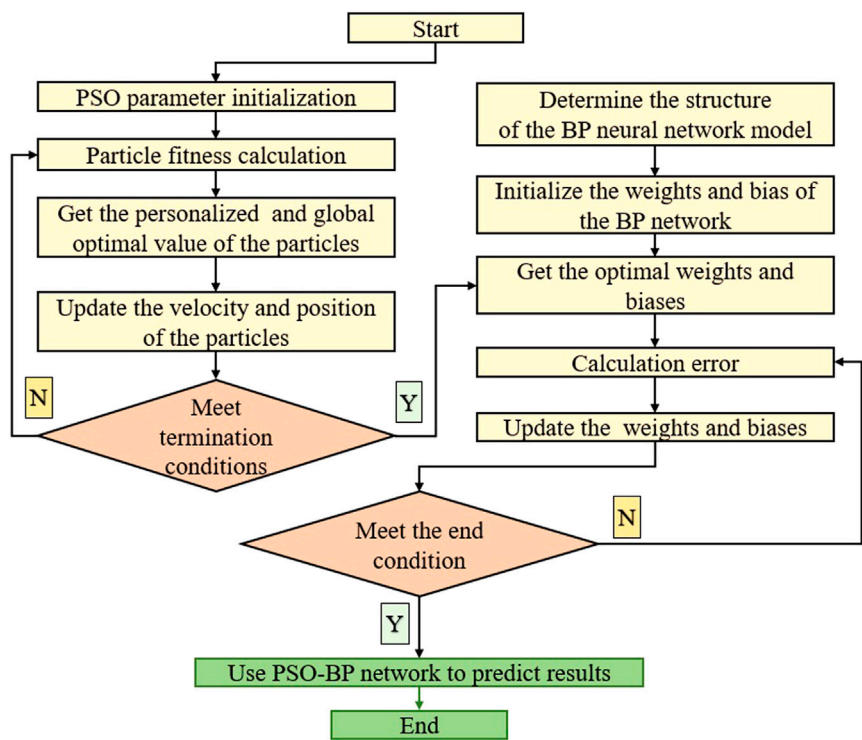 Start
PSO parameter initialization
Particle fitness calculation
Get the personalized and global
optimal value of the particles
Update the velocity and position
of the particles
N
Meet
termination
conditions
Y
Determine the structure
of the BP neural network model
Initialize the weights and bias of
the BP network
Get the optimal weights and
biases
Calculation error
Update the weights and biases
Meet the end
condition
N
Y
Use PSO-BP network to predict results
End